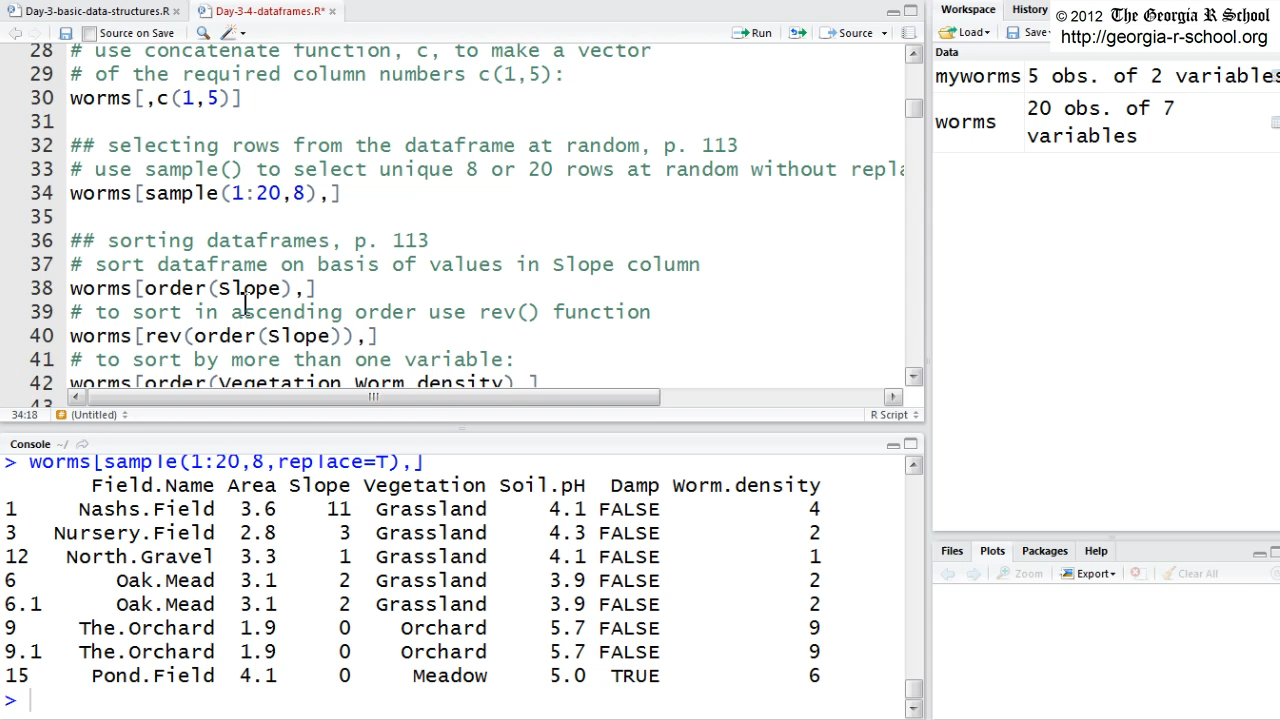 Day-3-basic-data-structures.R
Day-3-4-dataframes.R*
Source on Save
Run
Source
28 # use concatenate function, c, to make a vector
29 # of the required column numbers c(1,5):
30 worms[,c(1,5)]
31
32 ## selecting rows from the dataframe at random, p. 113
33 # use sample() to select unique 8 or 20 rows at random without repla
34 worms[sample(1:20,8),]
35
36 ## sorting dataframes, p. 113
37 # sort dataframe on basis of values in Slope column
38 worms[order(Slope),]
39 # to sort in ascending order use rev() function
40 worms[rev(order(Slope)),]
41 # to sort by more than one variable:
42 worms[order(Vegetation,Worm.density),]
43
34:18 (Untitled) R Script
Console ~/
> worms[sample(1:20,8,replace=T),]
Field.Name Area Slope Vegetation Soil.pH Damp Worm.density
1 Nashs.Field 3.6 11 Grassland 4.1 FALSE 4
3 Nursery.Field 2.8 3 Grassland 4.3 FALSE 2
12 North.Gravel 3.3 1 Grassland 4.1 FALSE 1
6 Oak.Mead 3.1 2 Grassland 3.9 FALSE 2
6.1 Oak.Mead 3.1 2 Grassland 3.9 FALSE 2
9 The.Orchard 1.9 0 Orchard 5.7 FALSE 9
9.1 The.Orchard 1.9 0 Orchard 5.7 FALSE 9
15 Pond.Field 4.1 0 Meadow 5.0 TRUE 6
>
Workspace History
© 2012 The Georgia R School
http://georgia-r-school.org
Load Save
Data
myworms 5 obs. of 2 variables
worms 20 obs. of 7 variables
Files Plots Packages Help
Zoom Export Clear All